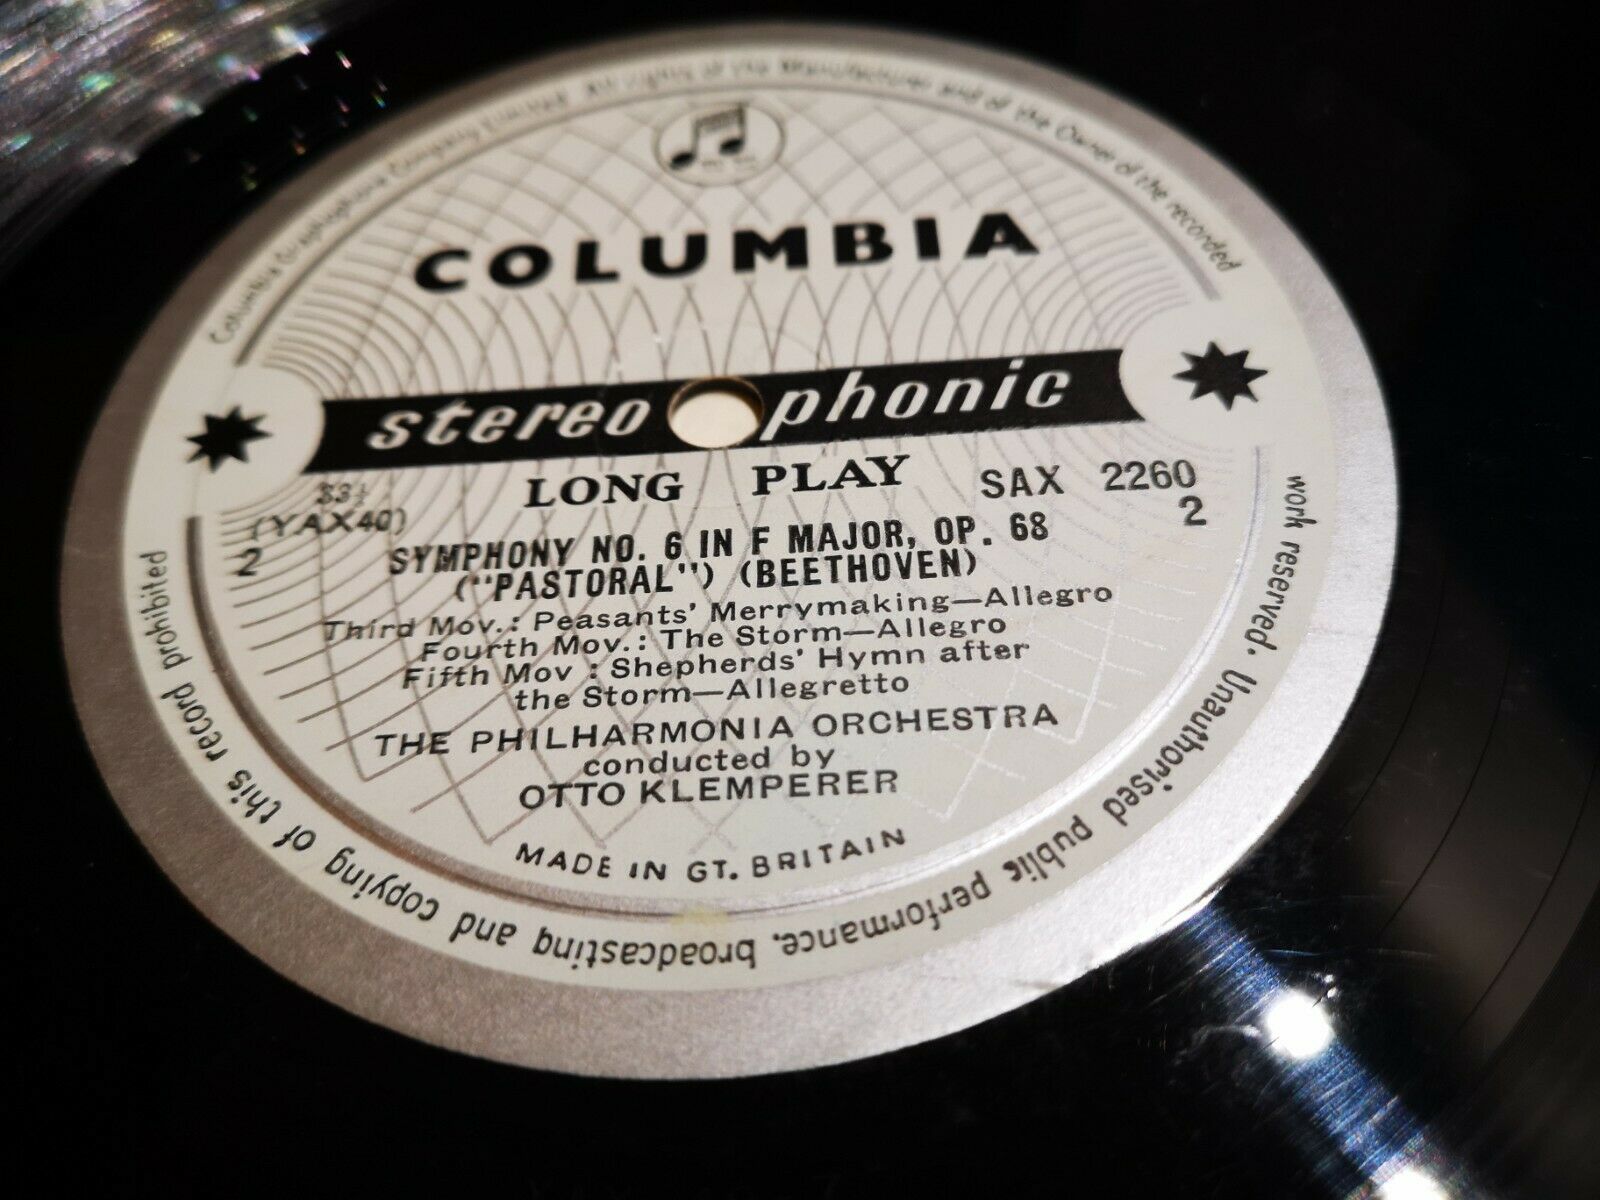 Columbia Graphophone Company Limited. All rights of the Manufacturer and of the Owner of the recorded
work reserved. Unauthorised public performance, broadcasting and copying of this record prohibited
COLUMBIA
stereophonic
LONG PLAY
SAX 2260
33⅓
(YAX40)
2
2
SYMPHONY NO. 6 IN F MAJOR, OP. 68
("PASTORAL") (BEETHOVEN)
Third Mov.: Peasants' Merrymaking—Allegro
Fourth Mov.: The Storm—Allegro
Fifth Mov : Shepherds' Hymn after
the Storm—Allegretto
THE PHILHARMONIA ORCHESTRA
conducted by
OTTO KLEMPERER
MADE IN GT. BRITAIN